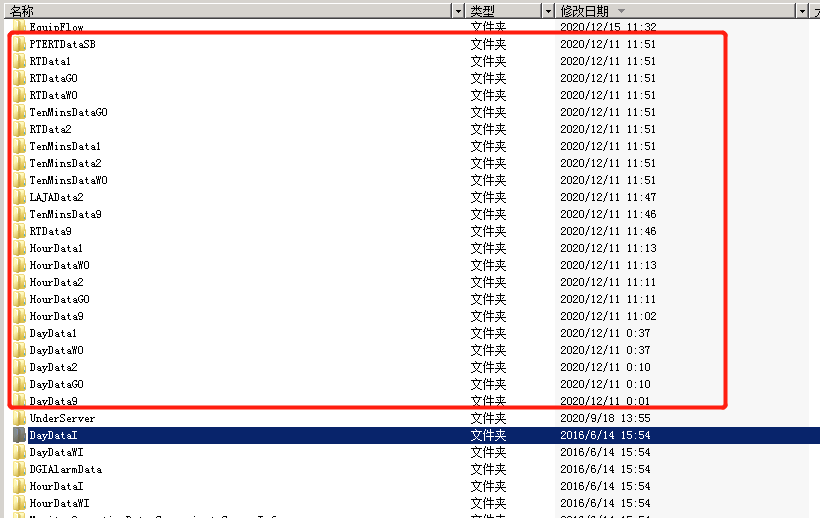 名称 类型 修改日期
EquipFlow 文件夹 2020/12/15 11:32
PTERTDataSB 文件夹 2020/12/11 11:51
RTData1 文件夹 2020/12/11 11:51
RTDataGO 文件夹 2020/12/11 11:51
RTDataWO 文件夹 2020/12/11 11:51
TenMinsDataGO 文件夹 2020/12/11 11:51
RTData2 文件夹 2020/12/11 11:51
TenMinsData1 文件夹 2020/12/11 11:51
TenMinsData2 文件夹 2020/12/11 11:51
TenMinsDataWO 文件夹 2020/12/11 11:51
LAJAData2 文件夹 2020/12/11 11:47
TenMinsData9 文件夹 2020/12/11 11:46
RTData9 文件夹 2020/12/11 11:46
HourData1 文件夹 2020/12/11 11:13
HourDataWO 文件夹 2020/12/11 11:13
HourData2 文件夹 2020/12/11 11:11
HourDataGO 文件夹 2020/12/11 11:11
HourData9 文件夹 2020/12/11 11:02
DayData1 文件夹 2020/12/11 0:37
DayDataWO 文件夹 2020/12/11 0:37
DayData2 文件夹 2020/12/11 0:10
DayDataGO 文件夹 2020/12/11 0:10
DayData9 文件夹 2020/12/11 0:01
UnderServer 文件夹 2020/9/18 13:55
DayDataI 文件夹 2016/6/14 15:54
DayDataWI 文件夹 2016/6/14 15:54
DGIAlarmData 文件夹 2016/6/14 15:54
HourDataI 文件夹 2016/6/14 15:54
HourDataWI 文件夹 2016/6/14 15:54